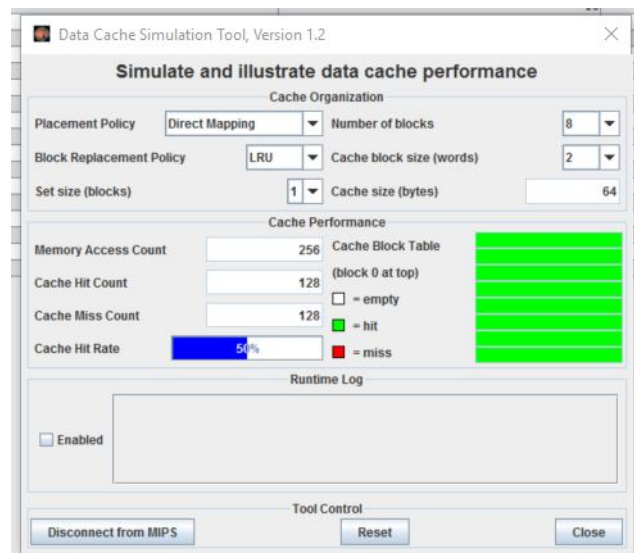 Data Cache Simulation Tool, Version 1.2
Simulate and illustrate data cache performance
Cache Organization
Placement Policy Direct Mapping Number of blocks 8
Block Replacement Policy LRU Cache block size (words) 2
Set size (blocks) 1 Cache size (bytes) 64
Cache Performance
Memory Access Count 256 Cache Block Table
(block 0 at top)
Cache Hit Count 128
= empty
Cache Miss Count 128
= hit
Cache Hit Rate 50%
= miss
Runtime Log
Enabled
Tool Control
Disconnect from MIPS Reset Close